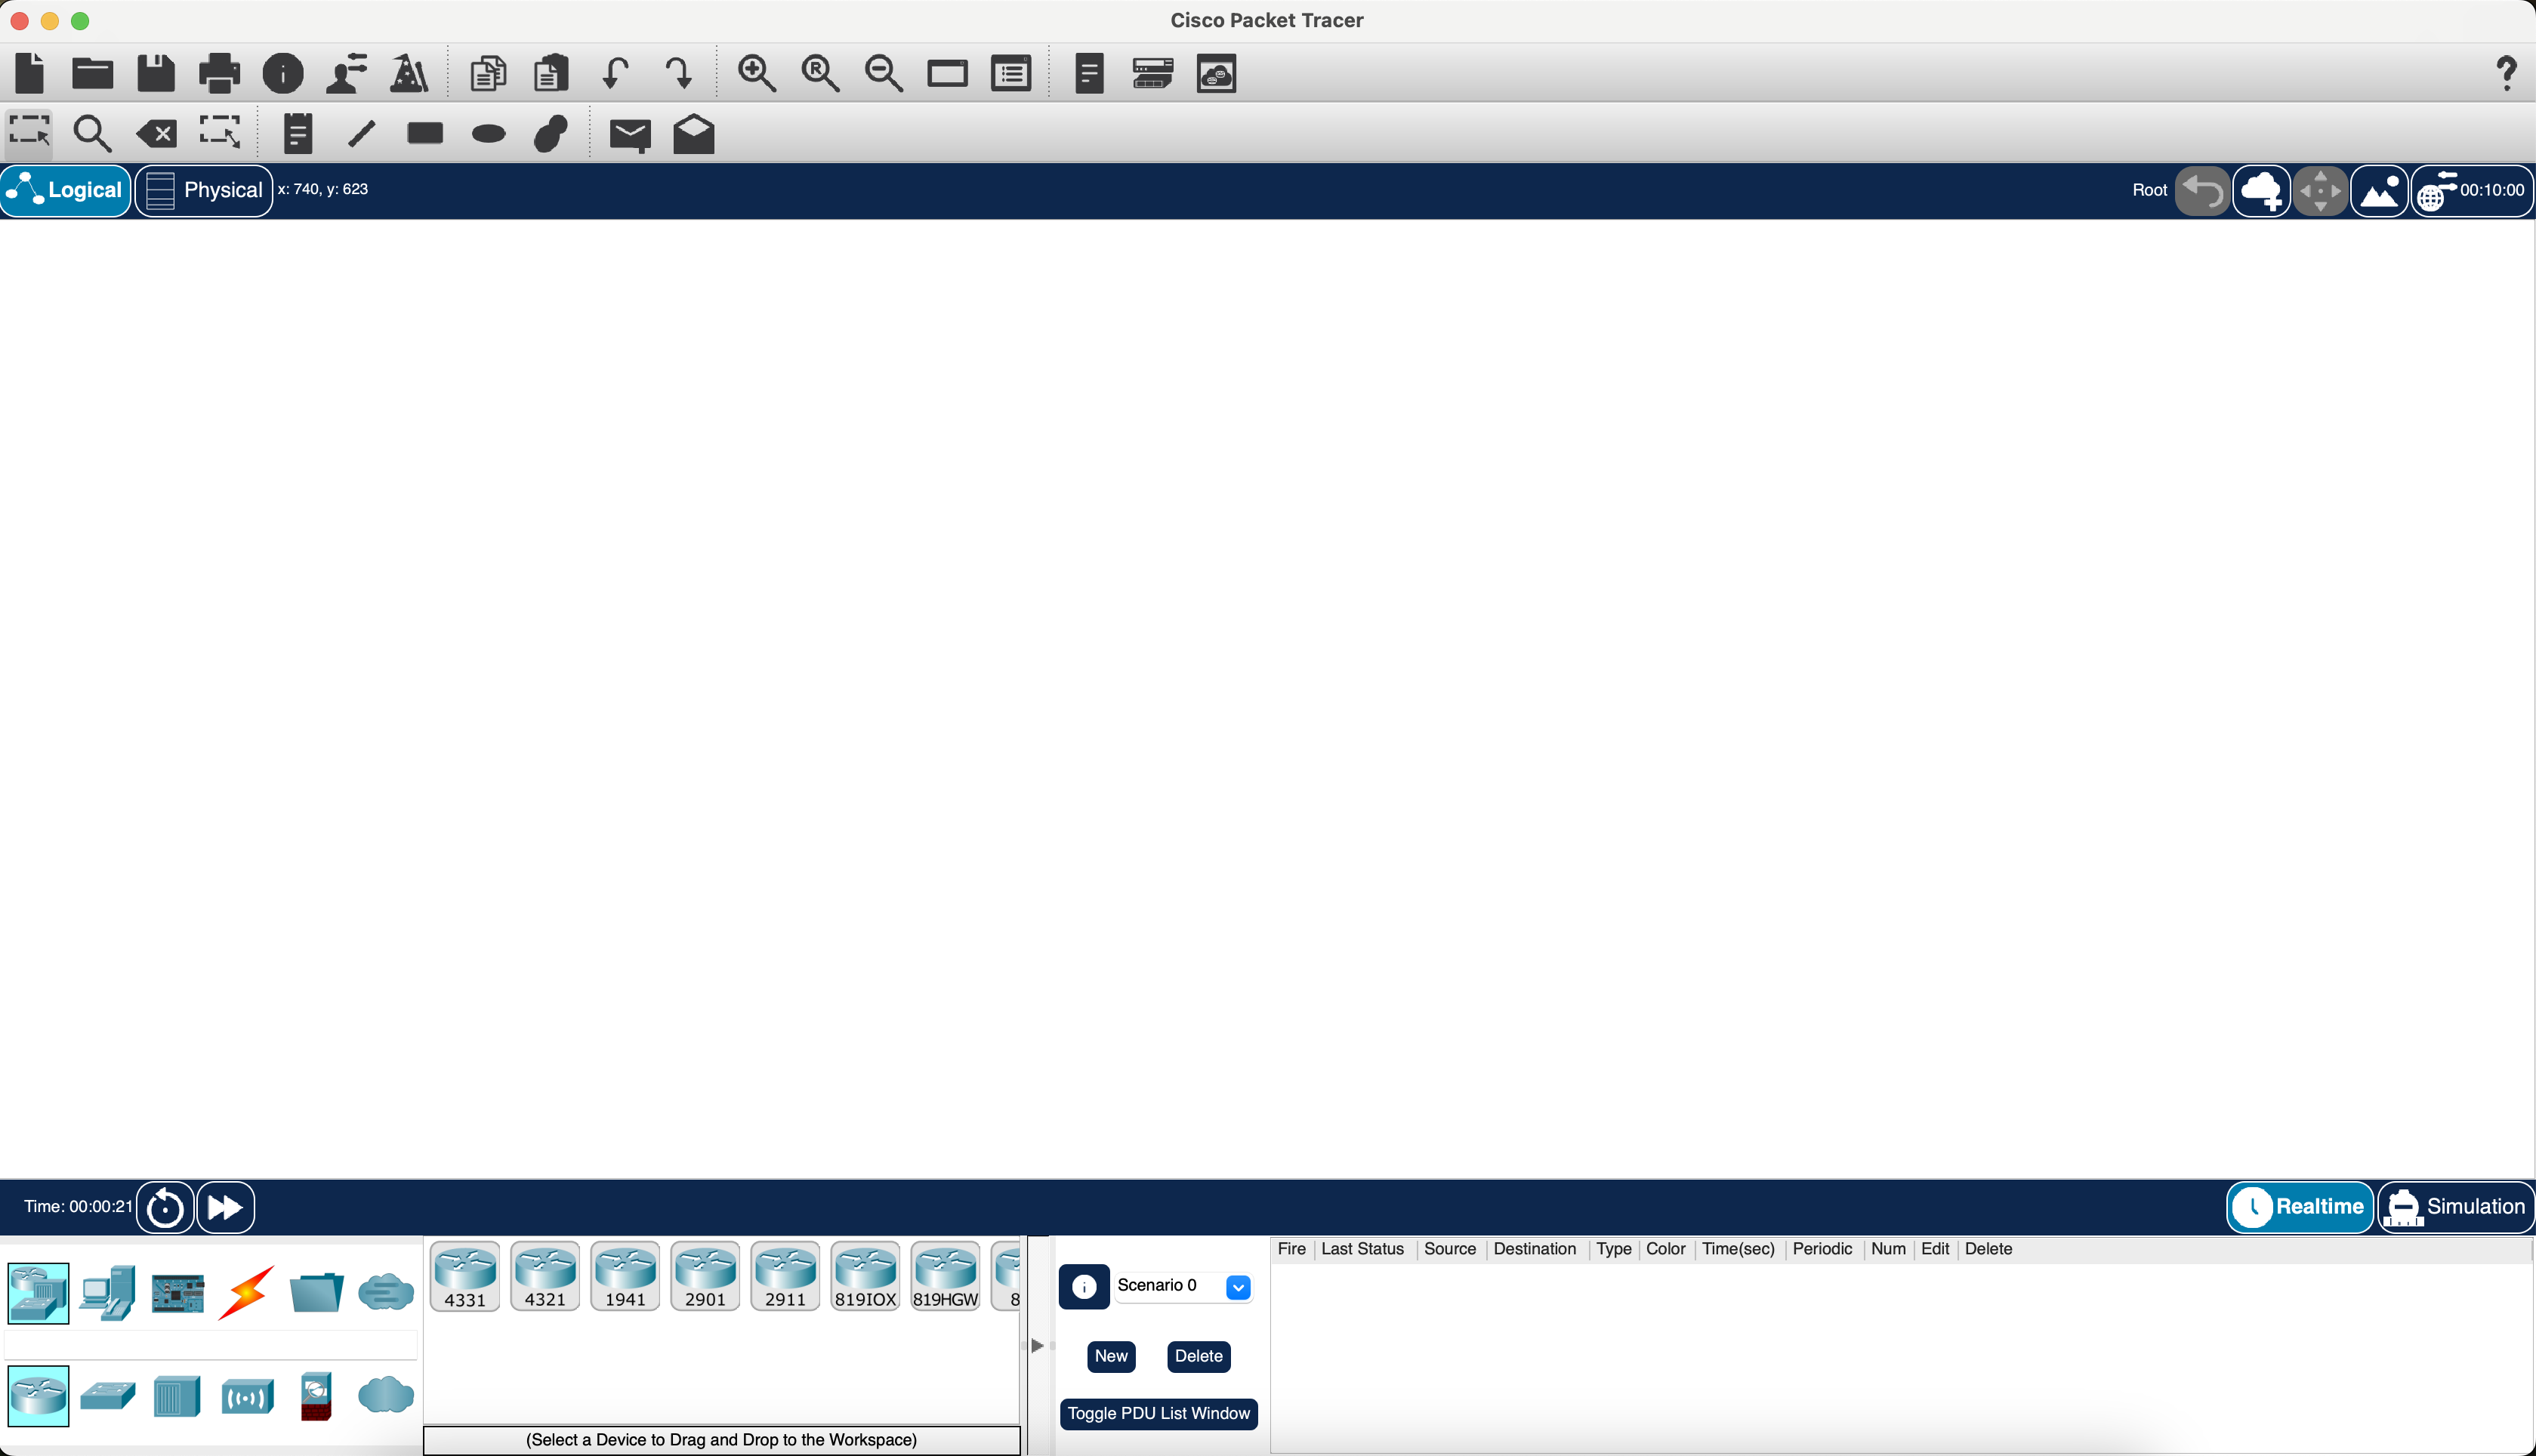 Cisco Packet Tracer
R
Logical Physical x: 740, y: 623 Root 00:10:00
Time: 00:00:21 Realtime Simulation
4331 4321 1941 2901 2911 819IOX 819HGW 8
Fire Last Status Source Destination Type Color Time(sec) Periodic Num Edit Delete
Scenario 0
New Delete
Toggle PDU List Window
(Select a Device to Drag and Drop to the Workspace)